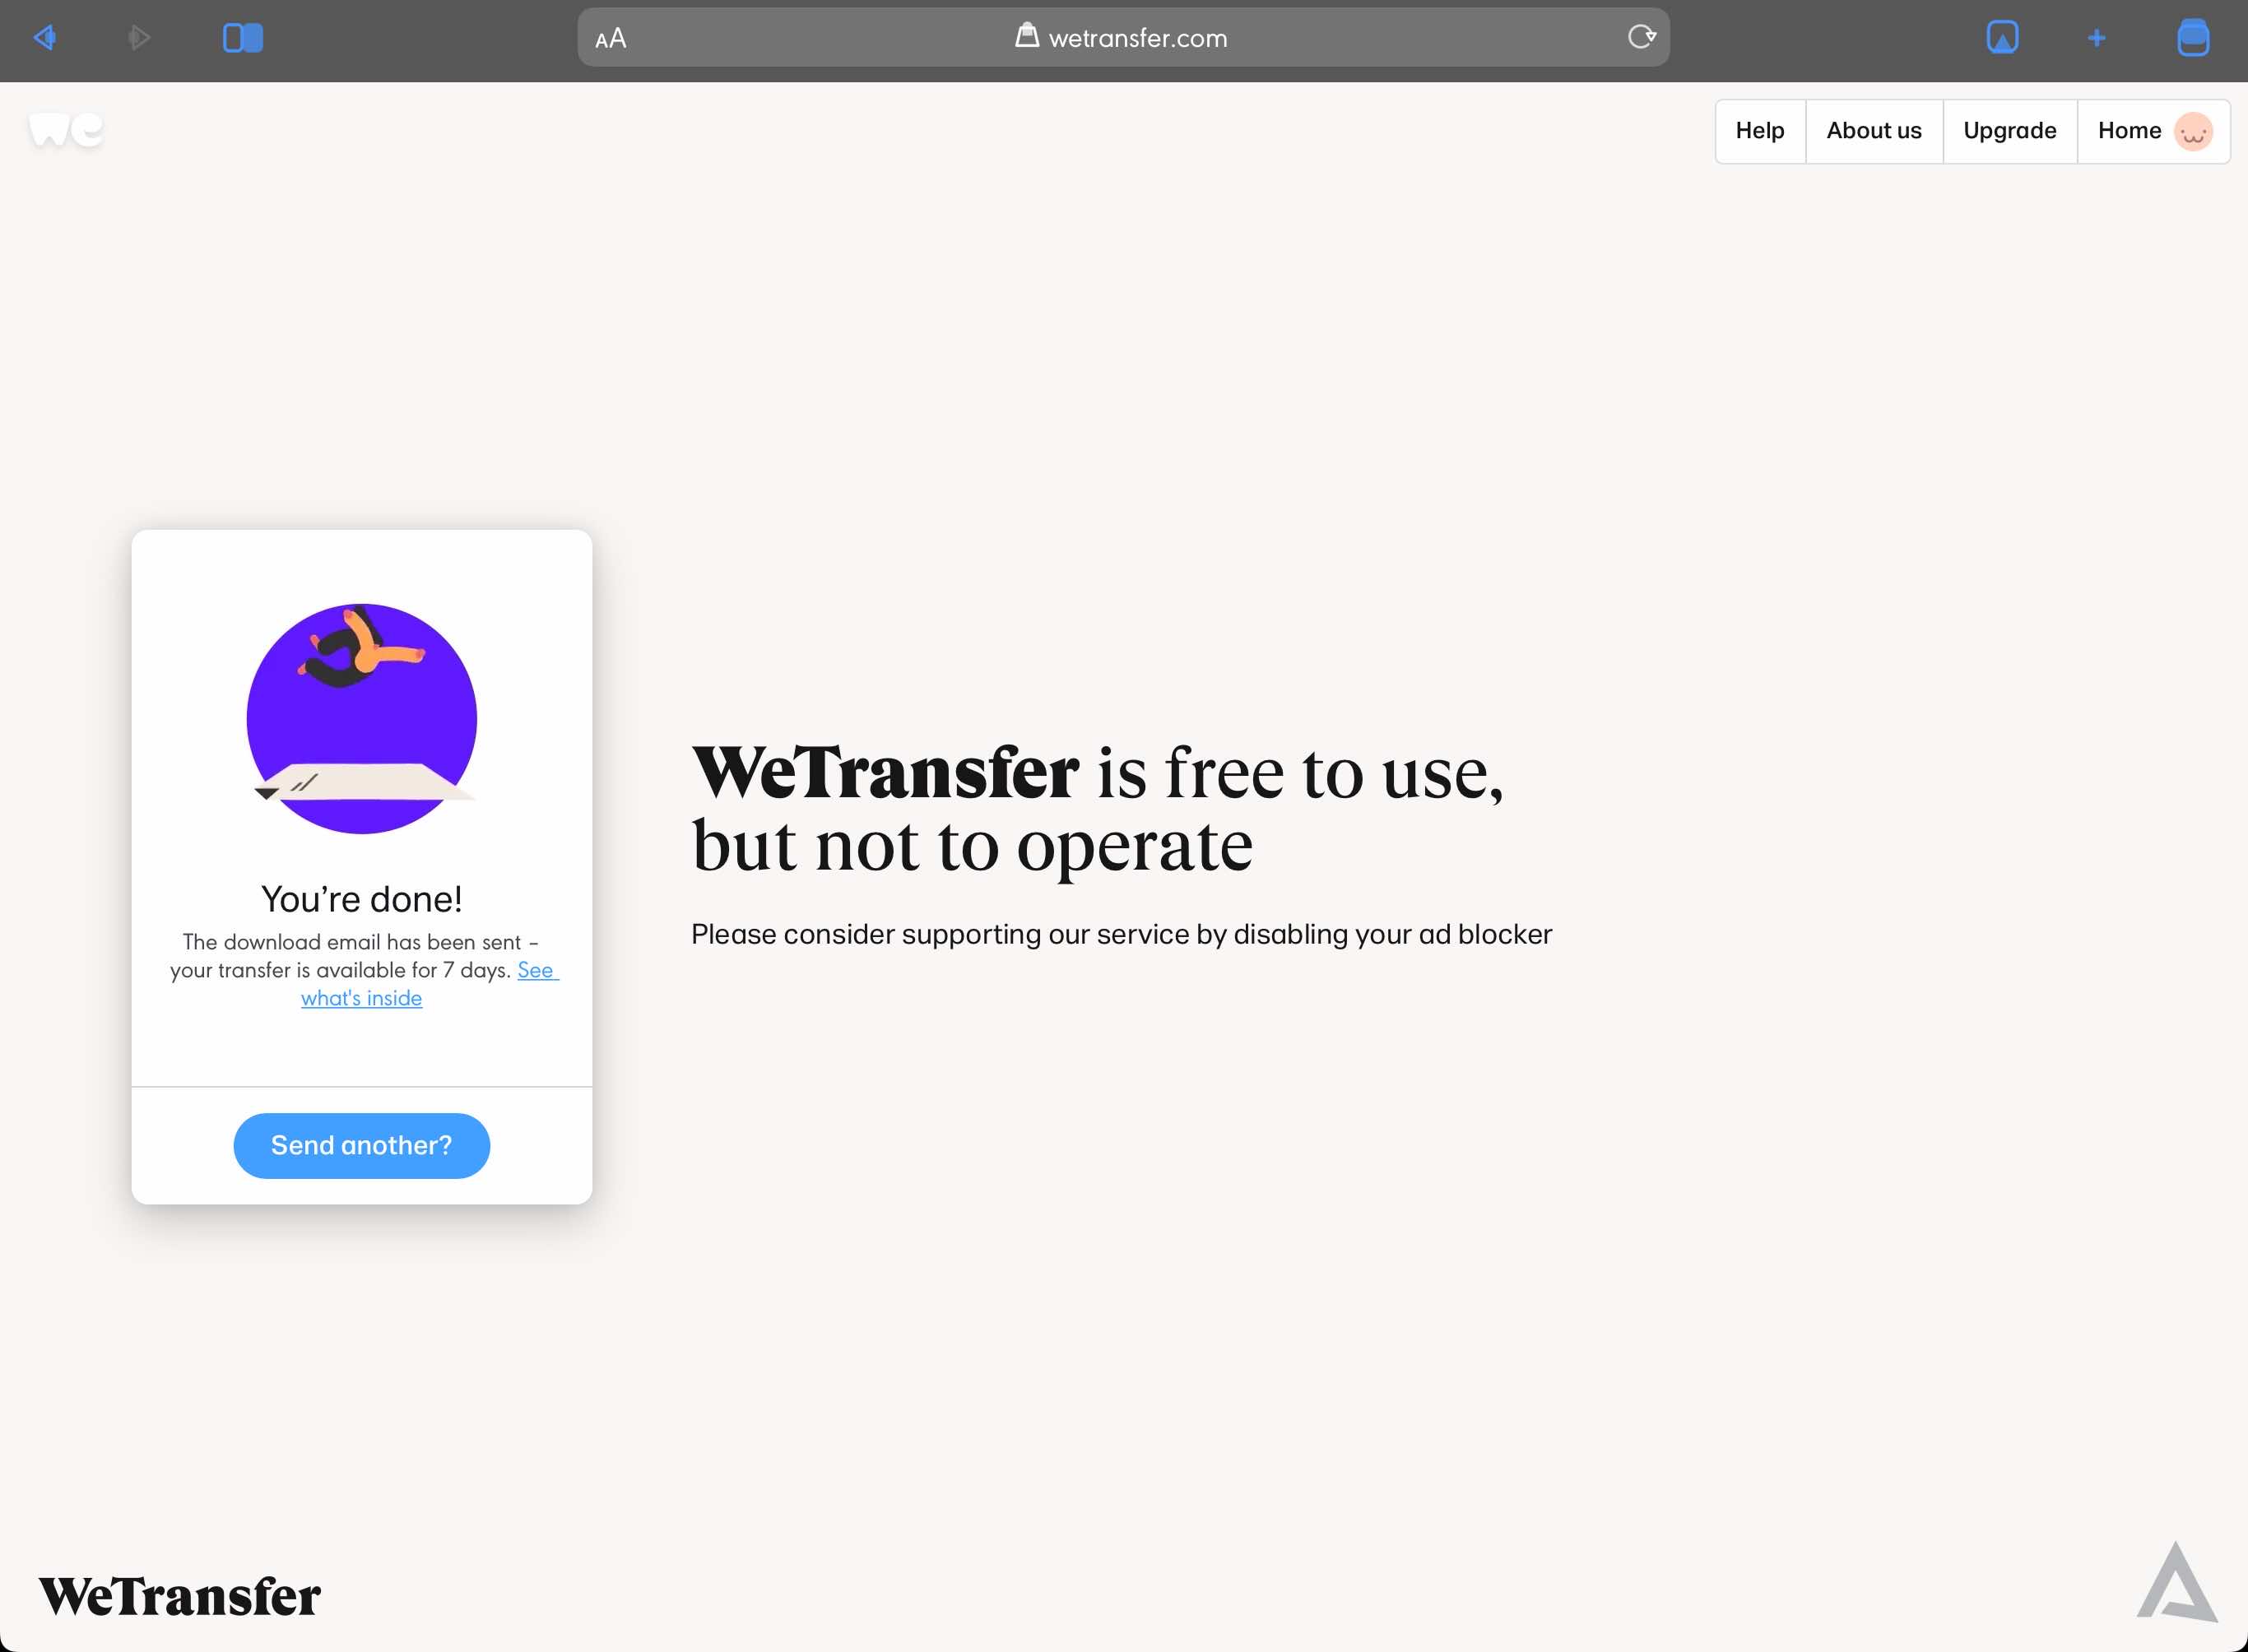 AA
wetransfer.com
we
Help
About us
Upgrade
Home
You’re done!
The download email has been sent –
your transfer is available for 7 days. See
what's inside
Send another?
WeTransfer is free to use,
but not to operate
Please consider supporting our service by disabling your ad blocker
WeTransfer